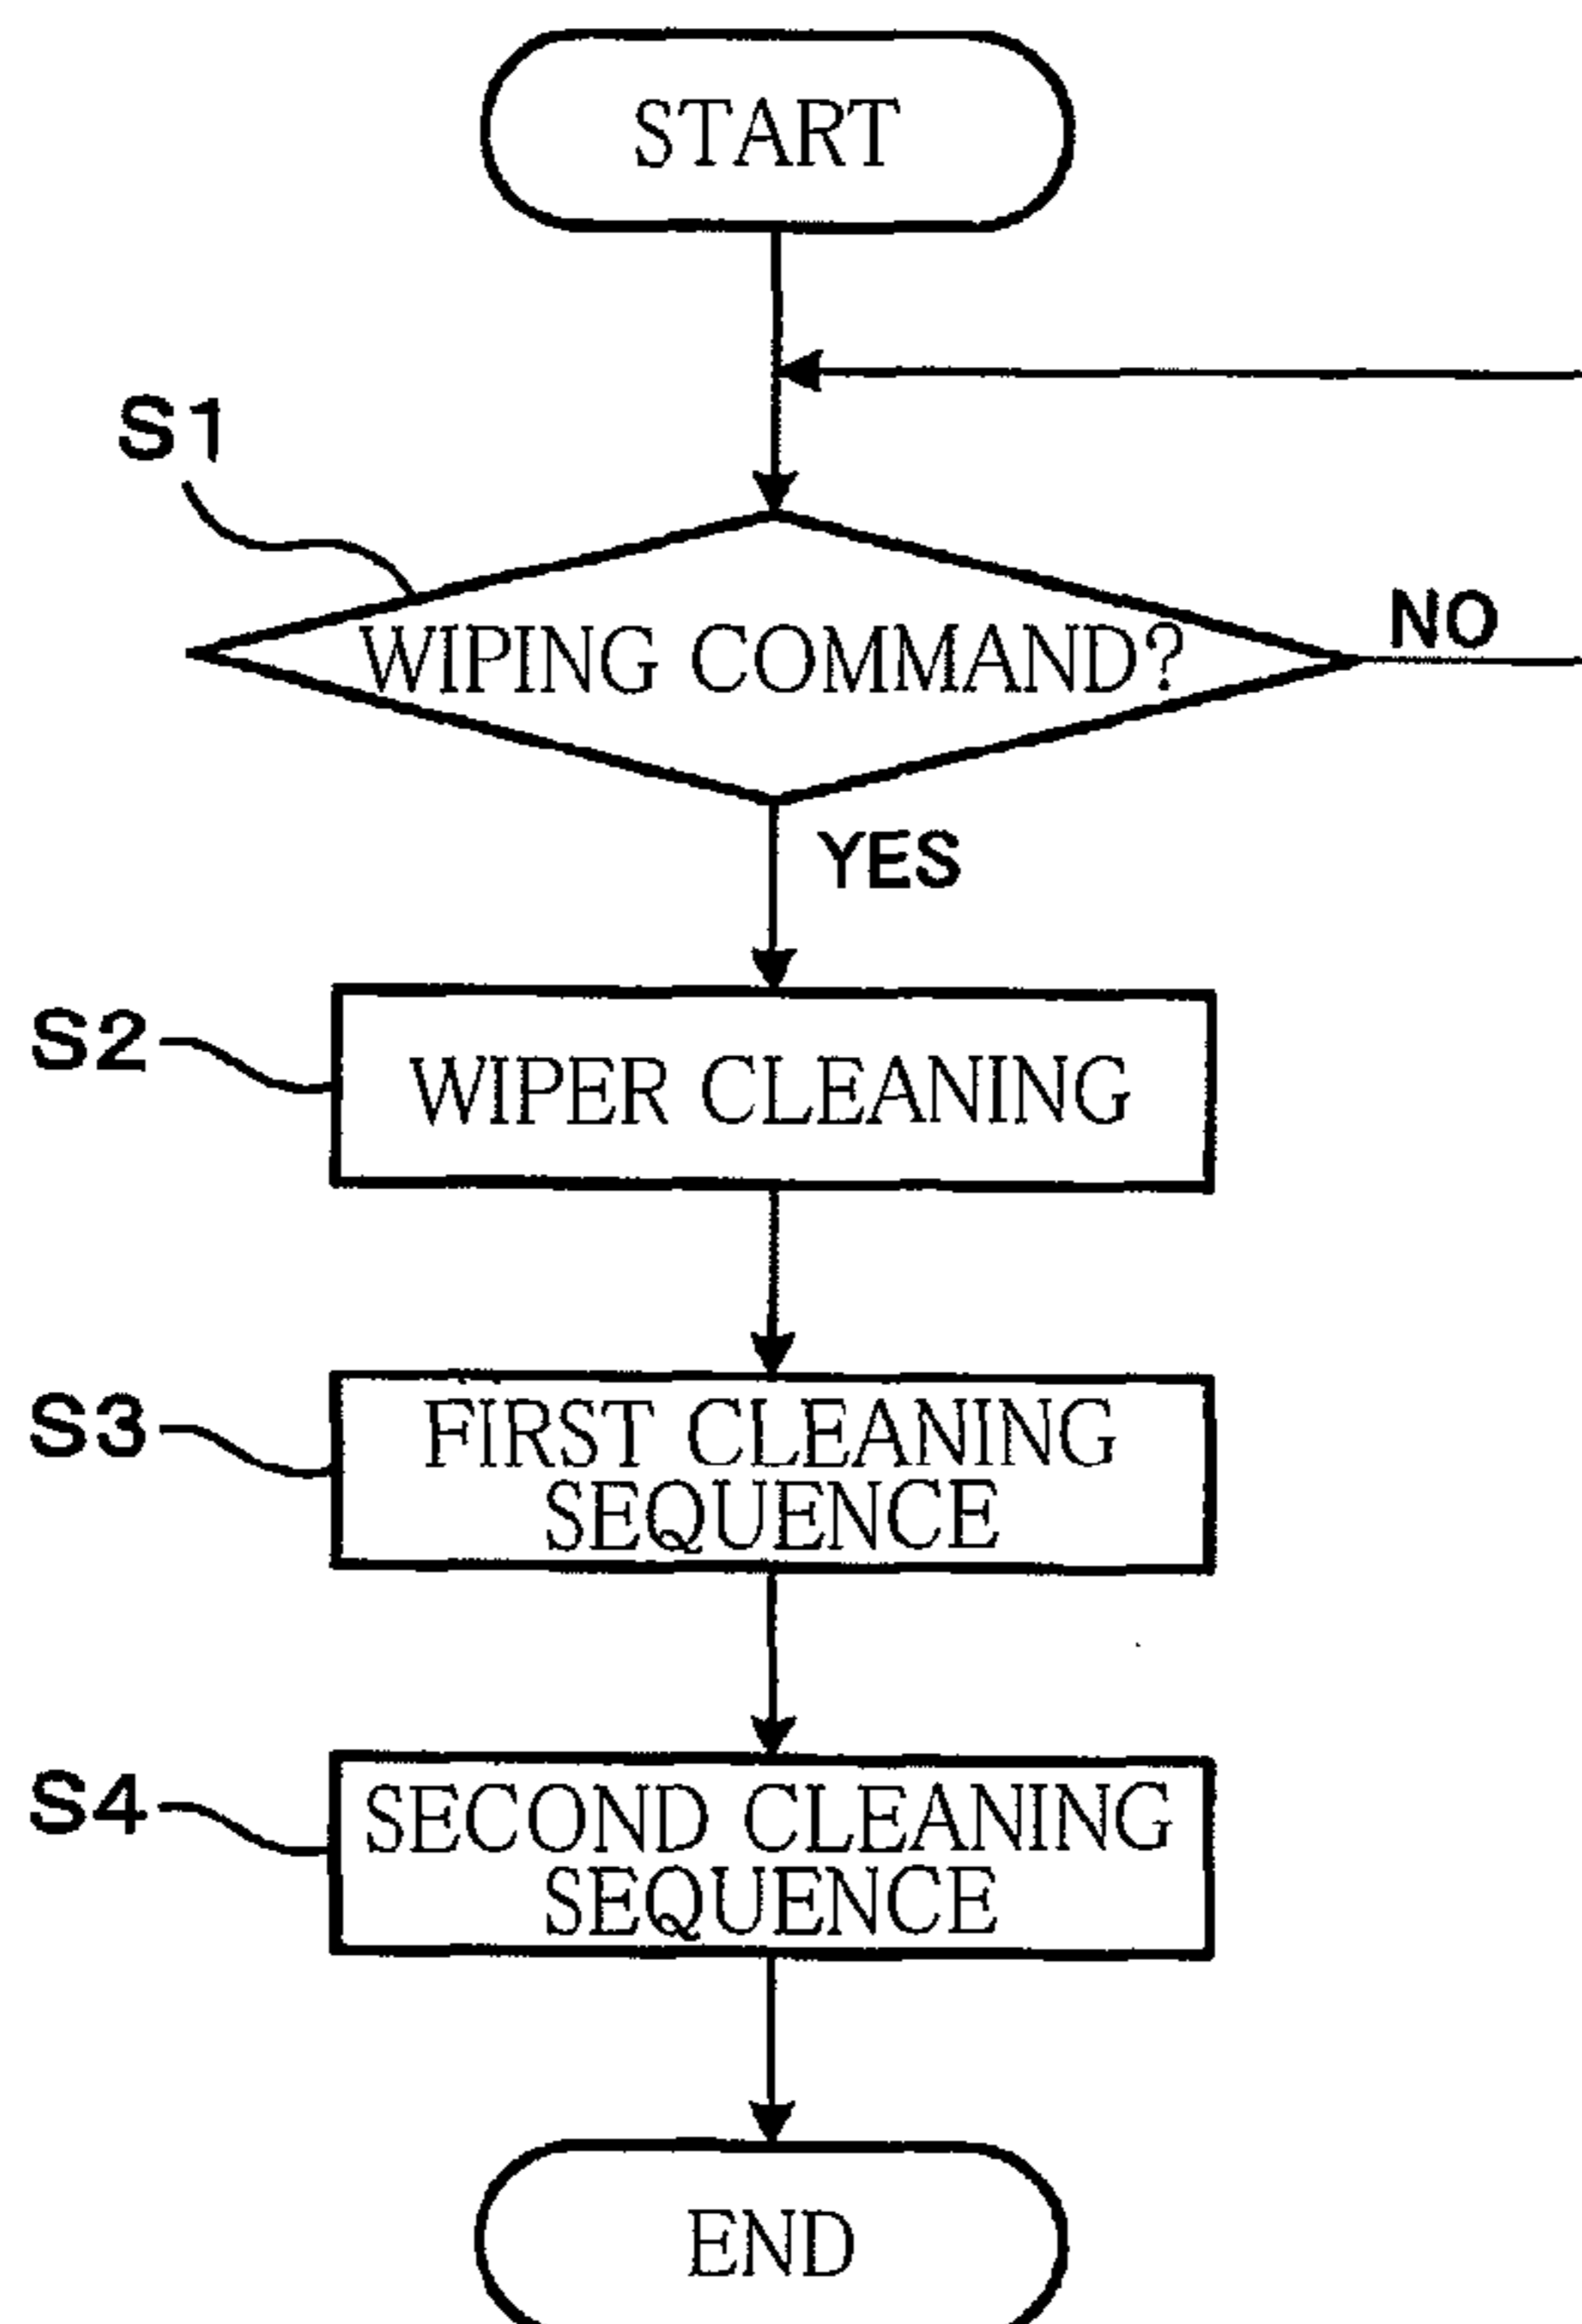 START
S1
WIPING COMMAND?
NO
YES
S2
WIPER CLEANING
S3
FIRST CLEANING
SEQUENCE
S4
SECOND CLEANING
SEQUENCE
END